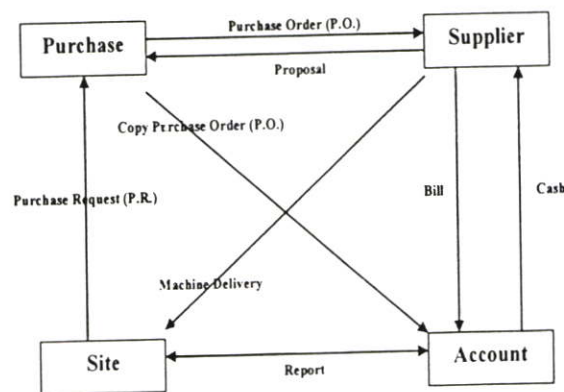 Purchase Order (P.O.)
Purchase
Supplier
Proposal
Copy Purchase Order (P.O.)
Purchase Request (P.R.)
Bill
Cash
Machine Delivery
Site
Account
Report